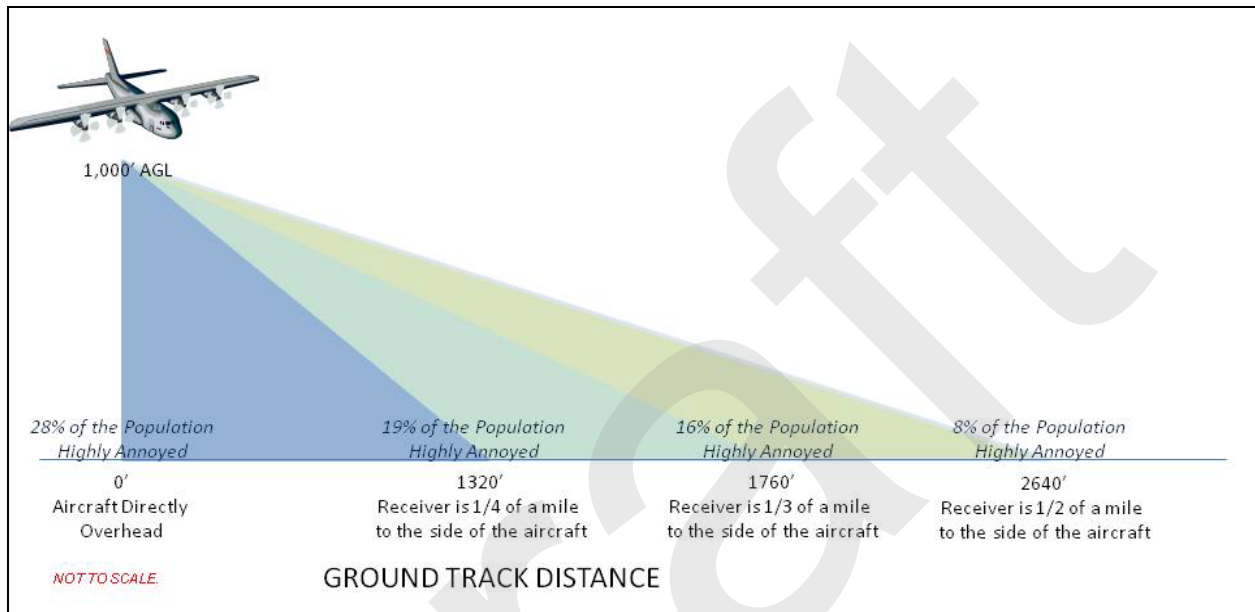 1,000’ AGL
28% of the Population
Highly Annoyed
19% of the Population
Highly Annoyed
16% of the Population
Highly Annoyed
8% of the Population
Highly Annoyed
0’
Aircraft Directly
Overhead
1320’
Receiver is 1/4 of a mile
to the side of the aircraft
1760’
Receiver is 1/3 of a mile
to the side of the aircraft
2640’
Receiver is 1/2 of a mile
to the side of the aircraft
NOT TO SCALE.
GROUND TRACK DISTANCE
raft